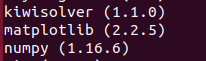 kiwisolver (1.1.0)
matplotlib (2.2.5)
numpy (1.16.6)